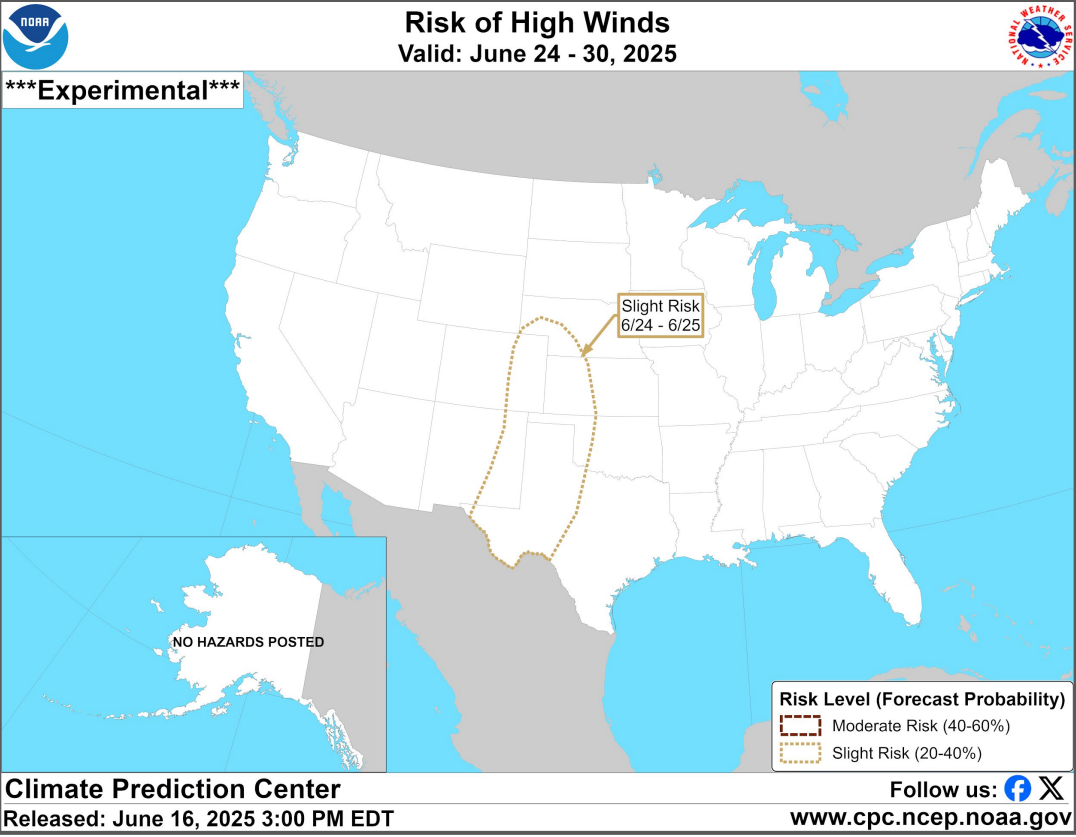 NOAA
Risk of High Winds
Valid: June 24 - 30, 2025
NATIONAL WEATHER SERVICE
***Experimental***
Slight Risk
6/24 - 6/25
NO HAZARDS POSTED
Risk Level (Forecast Probability)
Moderate Risk (40-60%)
Slight Risk (20-40%)
Climate Prediction Center
Follow us:
Released: June 16, 2025 3:00 PM EDT
www.cpc.ncep.noaa.gov